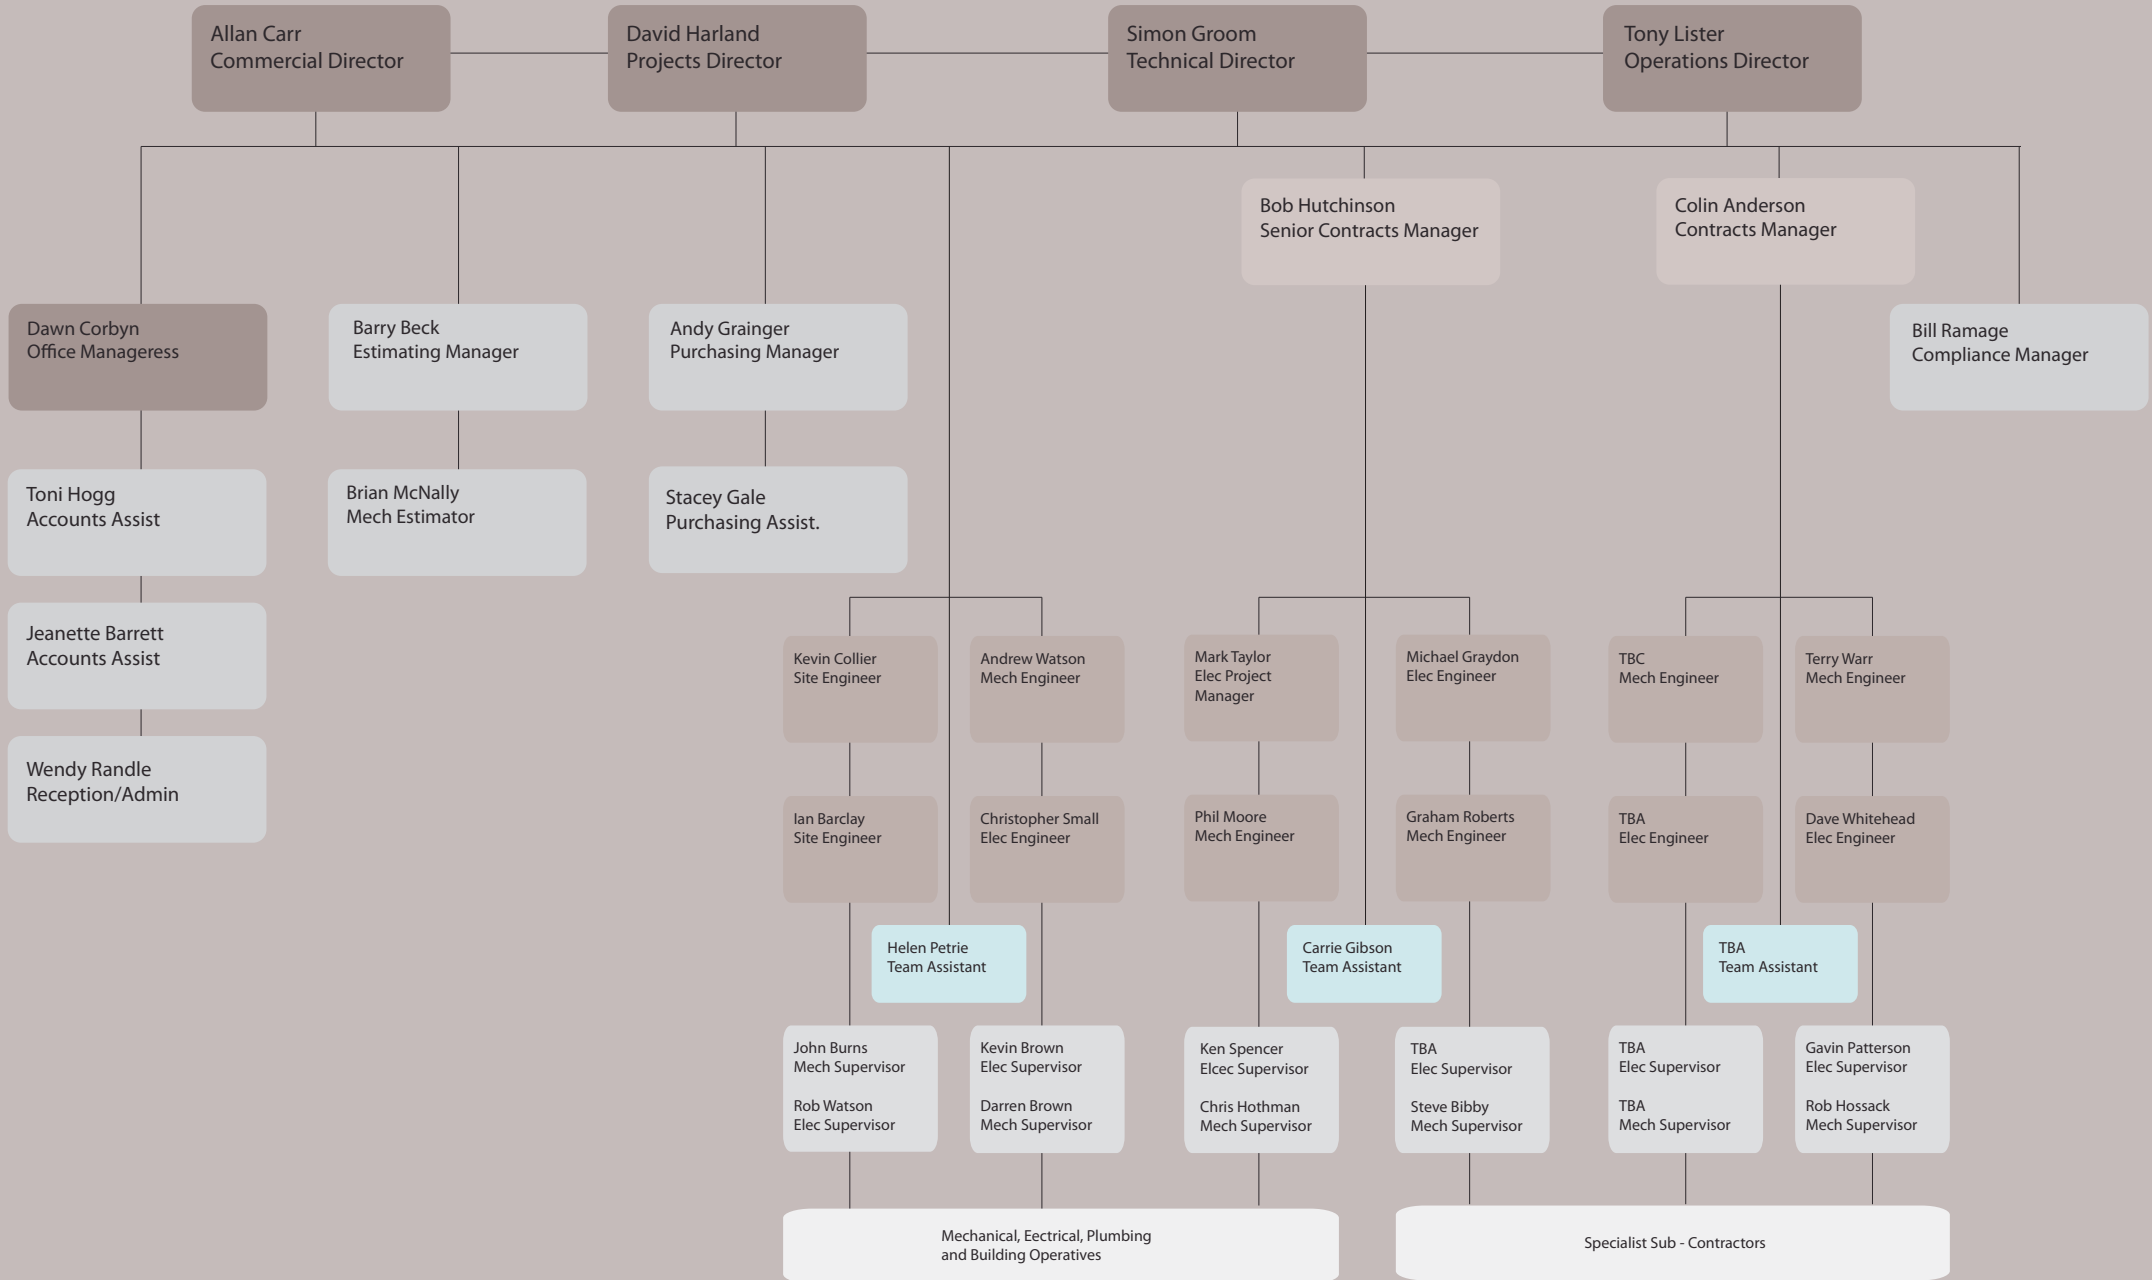 Allan Carr
Commercial Director
David Harland
Projects Director
Simon Groom
Technical Director
Tony Lister
Operations Director
Bob Hutchinson
Senior Contracts Manager
Colin Anderson
Contracts Manager
Dawn Corbyn
Office Manageress
Barry Beck
Estimating Manager
Andy Grainger
Purchasing Manager
Bill Ramage
Compliance Manager
Toni Hogg
Accounts Assist
Brian McNally
Mech Estimator
Stacey Gale
Purchasing Assist.
Jeanette Barrett
Accounts Assist
Wendy Randle
Reception/Admin
Kevin Collier
Site Engineer
Andrew Watson
Mech Engineer
Mark Taylor
Elec Project
Manager
Michael Graydon
Elec Engineer
TBC
Mech Engineer
Terry Warr
Mech Engineer
Ian Barclay
Site Engineer
Christopher Small
Elec Engineer
Phil Moore
Mech Engineer
Graham Roberts
Mech Engineer
TBA
Elec Engineer
Dave Whitehead
Elec Engineer
Helen Petrie
Team Assistant
Carrie Gibson
Team Assistant
TBA
Team Assistant
John Burns
Mech Supervisor
Rob Watson
Elec Supervisor
Kevin Brown
Elec Supervisor
Darren Brown
Mech Supervisor
Ken Spencer
Elcec Supervisor
Chris Hothman
Mech Supervisor
TBA
Elec Supervisor
Steve Bibby
Mech Supervisor
TBA
Elec Supervisor
TBA
Mech Supervisor
Gavin Patterson
Elec Supervisor
Rob Hossack
Mech Supervisor
Mechanical, Eectrical, Plumbing
and Building Operatives
Specialist Sub - Contractors